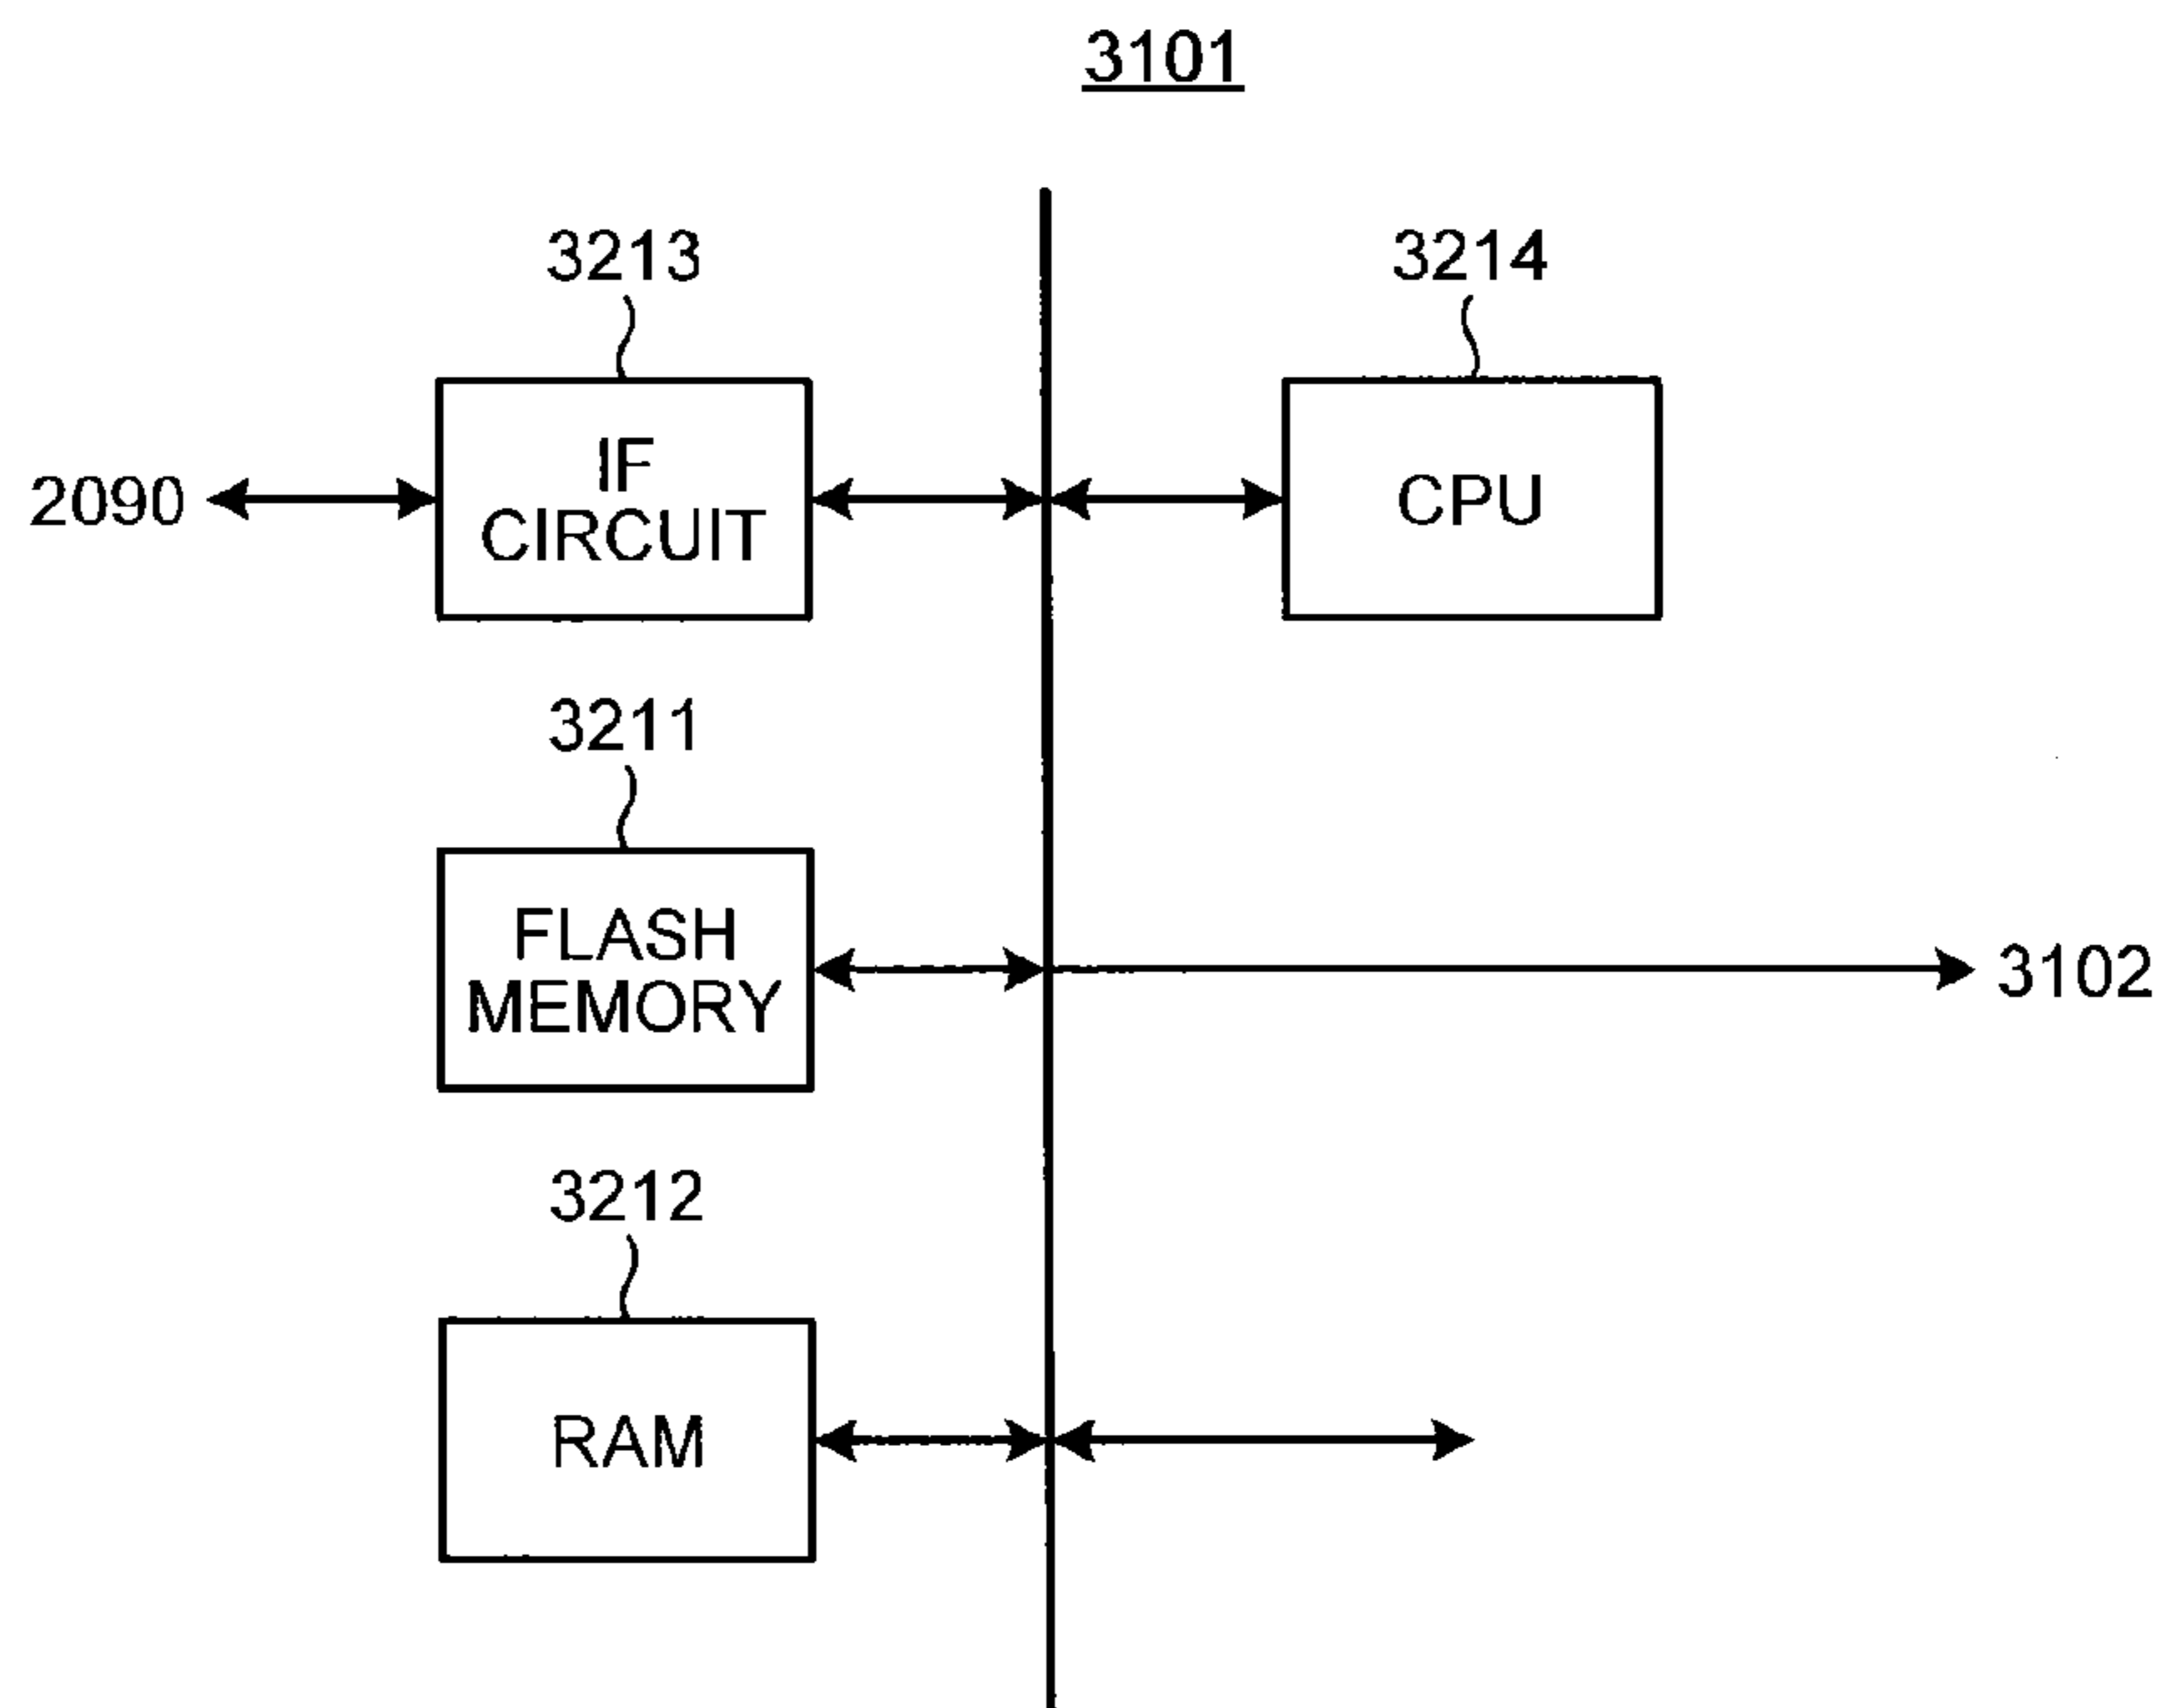 3101
3213
3214
2090
IF
CIRCUIT
CPU
3211
FLASH
MEMORY
3102
3212
RAM